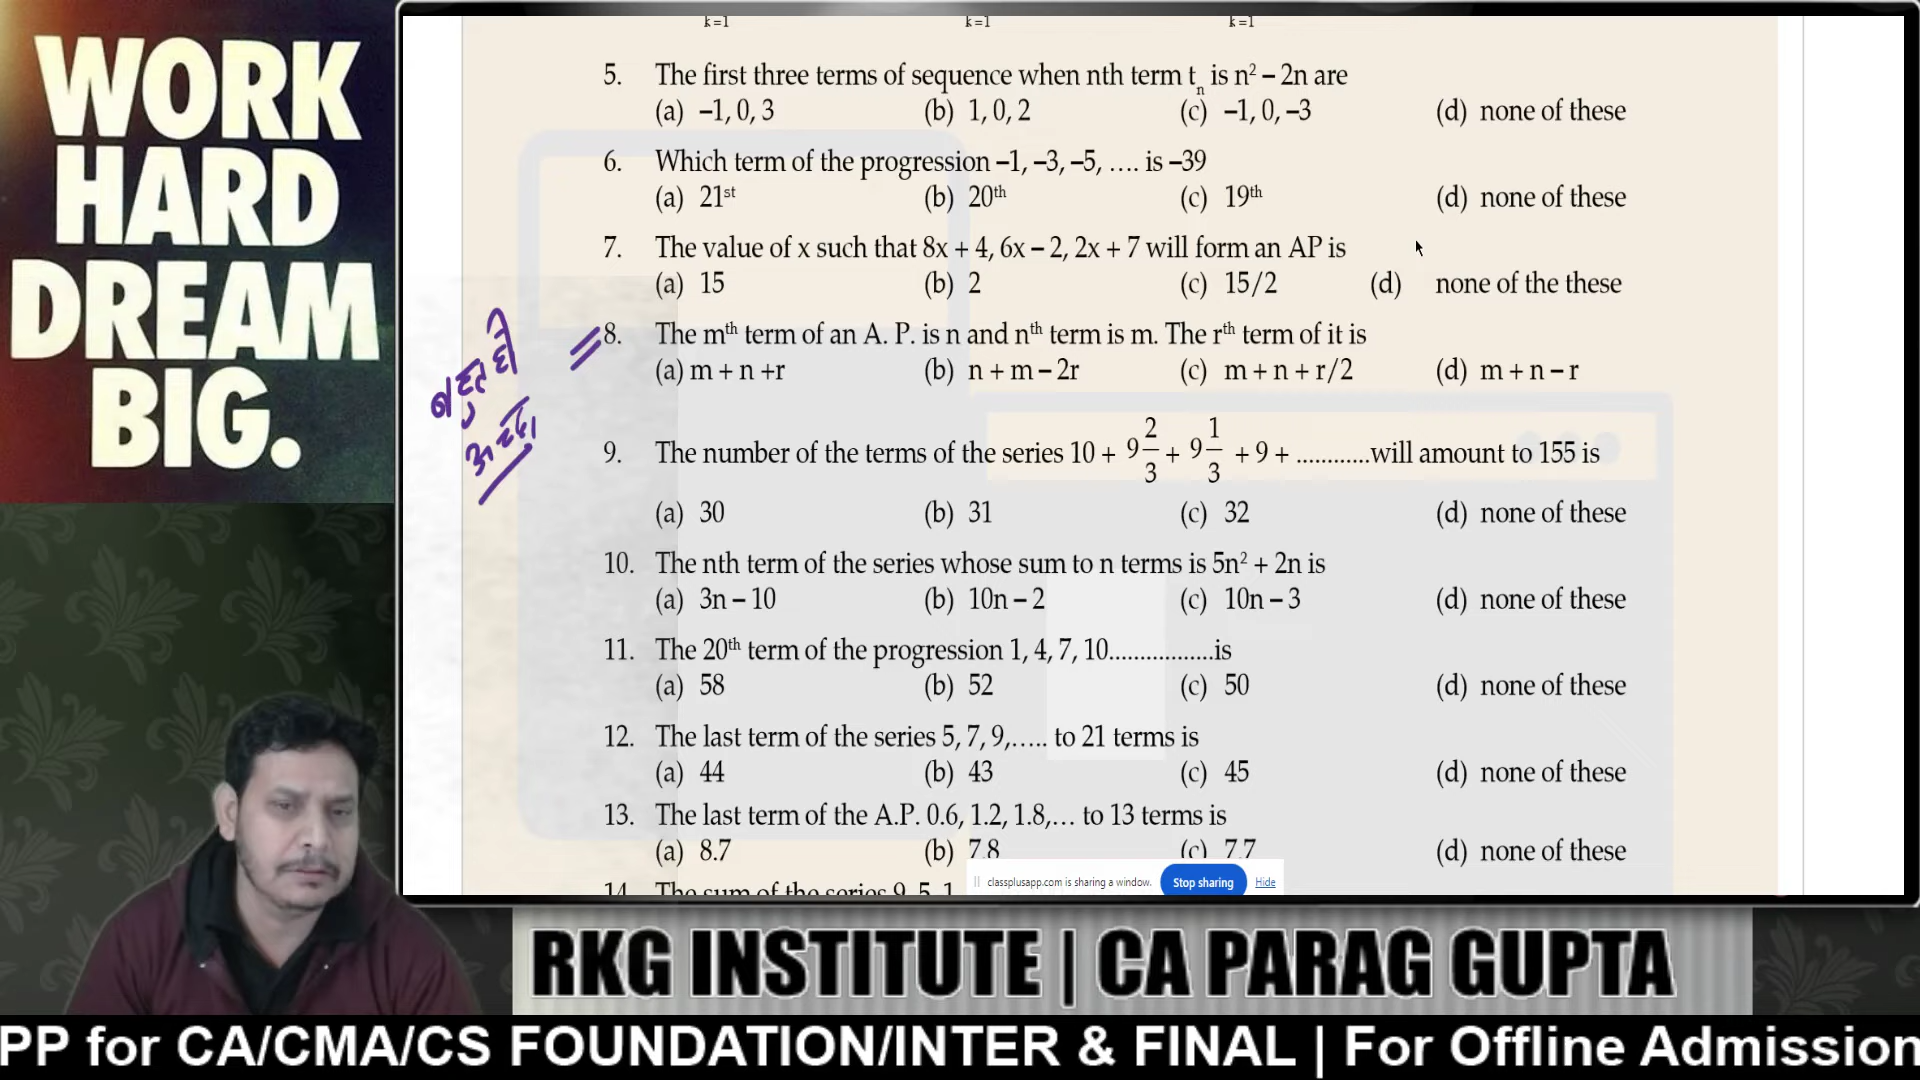 WORK
HARD
DREAM
BIG.
k=1 k=1 k=1
5. The first three terms of sequence when nth term tₙ is n² – 2n are
(a) –1, 0, 3 (b) 1, 0, 2 (c) –1, 0, –3 (d) none of these
6. Which term of the progression –1, –3, –5, …. is –39
(a) 21ˢᵗ (b) 20ᵗʰ (c) 19ᵗʰ (d) none of these
7. The value of x such that 8x + 4, 6x – 2, 2x + 7 will form an AP is
(a) 15 (b) 2 (c) 15/2 (d) none of the these
8. The mᵗʰ term of an A. P. is n and nᵗʰ term is m. The rᵗʰ term of it is
(a) m + n +r (b) n + m – 2r (c) m + n + r/2 (d) m + n – r
9. The number of the terms of the series 10 + 9 2/3 + 9 1/3 + 9 + ............will amount to 155 is
(a) 30 (b) 31 (c) 32 (d) none of these
10. The nth term of the series whose sum to n terms is 5n² + 2n is
(a) 3n – 10 (b) 10n – 2 (c) 10n – 3 (d) none of these
11. The 20ᵗʰ term of the progression 1, 4, 7, 10.................is
(a) 58 (b) 52 (c) 50 (d) none of these
12. The last term of the series 5, 7, 9,….. to 21 terms is
(a) 44 (b) 43 (c) 45 (d) none of these
13. The last term of the A.P. 0.6, 1.2, 1.8,… to 13 terms is
(a) 8.7 (b) 7.8 (c) 7.7 (d) none of these
14. The sum of the series 9, 5, 1
classplusapp.com is sharing a window. Stop sharing Hide
RKG INSTITUTE | CA PARAG GUPTA
PP for CA/CMA/CS FOUNDATION/INTER & FINAL | For Offline Admission